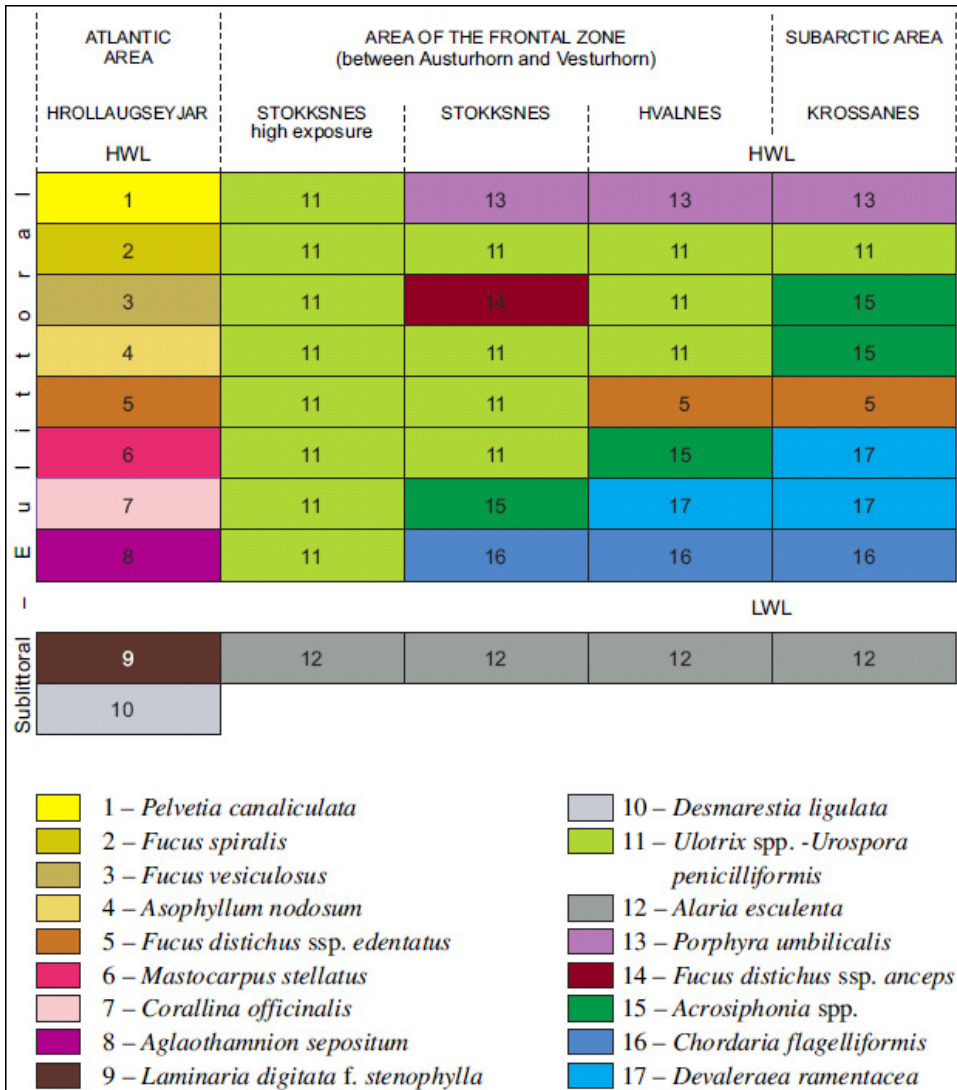 ATLANTIC
AREA
AREA OF THE FRONTAL ZONE
(between Austurhorn and Vesturhorn)
SUBARCTIC AREA
HROLLAUGSEYJAR
STOKKSNES
high exposure
STOKKSNES
HVALNES
KROSSANES
HWL
HWL
Eulittoral
1 11 13 13 13
2 11 11 11 11
3 11 14 11 15
4 11 11 11 15
5 11 11 5 5
6 11 11 15 17
7 11 15 17 17
8 11 16 16 16
LWL
Sublittoral
9 12 12 12 12
10
1 – Pelvetia canaliculata
2 – Fucus spiralis
3 – Fucus vesiculosus
4 – Asophyllum nodosum
5 – Fucus distichus ssp. edentatus
6 – Mastocarpus stellatus
7 – Corallina officinalis
8 – Aglaothamnion sepositum
9 – Laminaria digitata f. stenophylla
10 – Desmarestia ligulata
11 – Ulotrix spp. -Urospora
penicilliformis
12 – Alaria esculenta
13 – Porphyra umbilicalis
14 – Fucus distichus ssp. anceps
15 – Acrosiphonia spp.
16 – Chordaria flagelliformis
17 – Devaleraea ramentacea